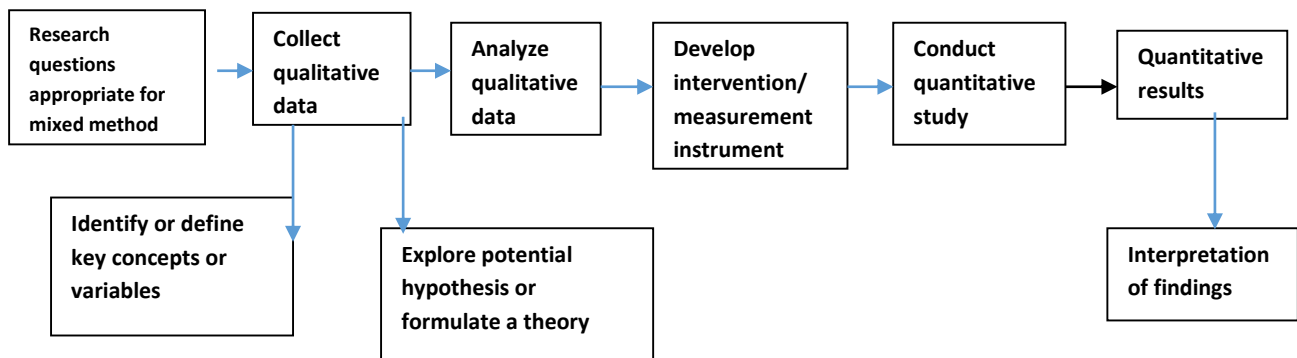 Research
questions
appropriate for
mixed method
Collect
qualitative
data
Analyze
qualitative
data
Develop
intervention/
measurement
instrument
Conduct
quantitative
study
Quantitative
results
Identify or define
key concepts or
variables
Explore potential
hypothesis or
formulate a theory
Interpretation
of findings